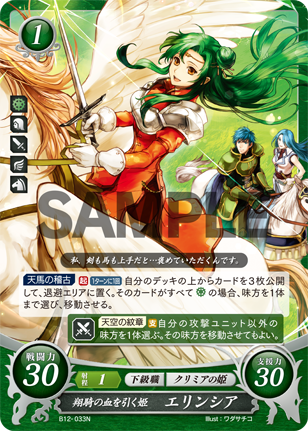 1
SAMPLE
私、剣も馬も上手だと…褒めていただくんです。
天馬の稽古 起 1ターンに1回 自分のデッキの上からカードを3枚公開
して、退避エリアに置く。そのカードがすべて の場合、味方を1体
まで選び、移動させる。
天空の紋章 支 自分の攻撃ユニット以外の
味方を1体選ぶ。その味方を移動させてもよい。
戦闘力
30
射程 1 下級職 クリミアの姫
支援力
30
翔騎の血を引く姫 エリンシア
B12-033N
Illust:ワダサチコ